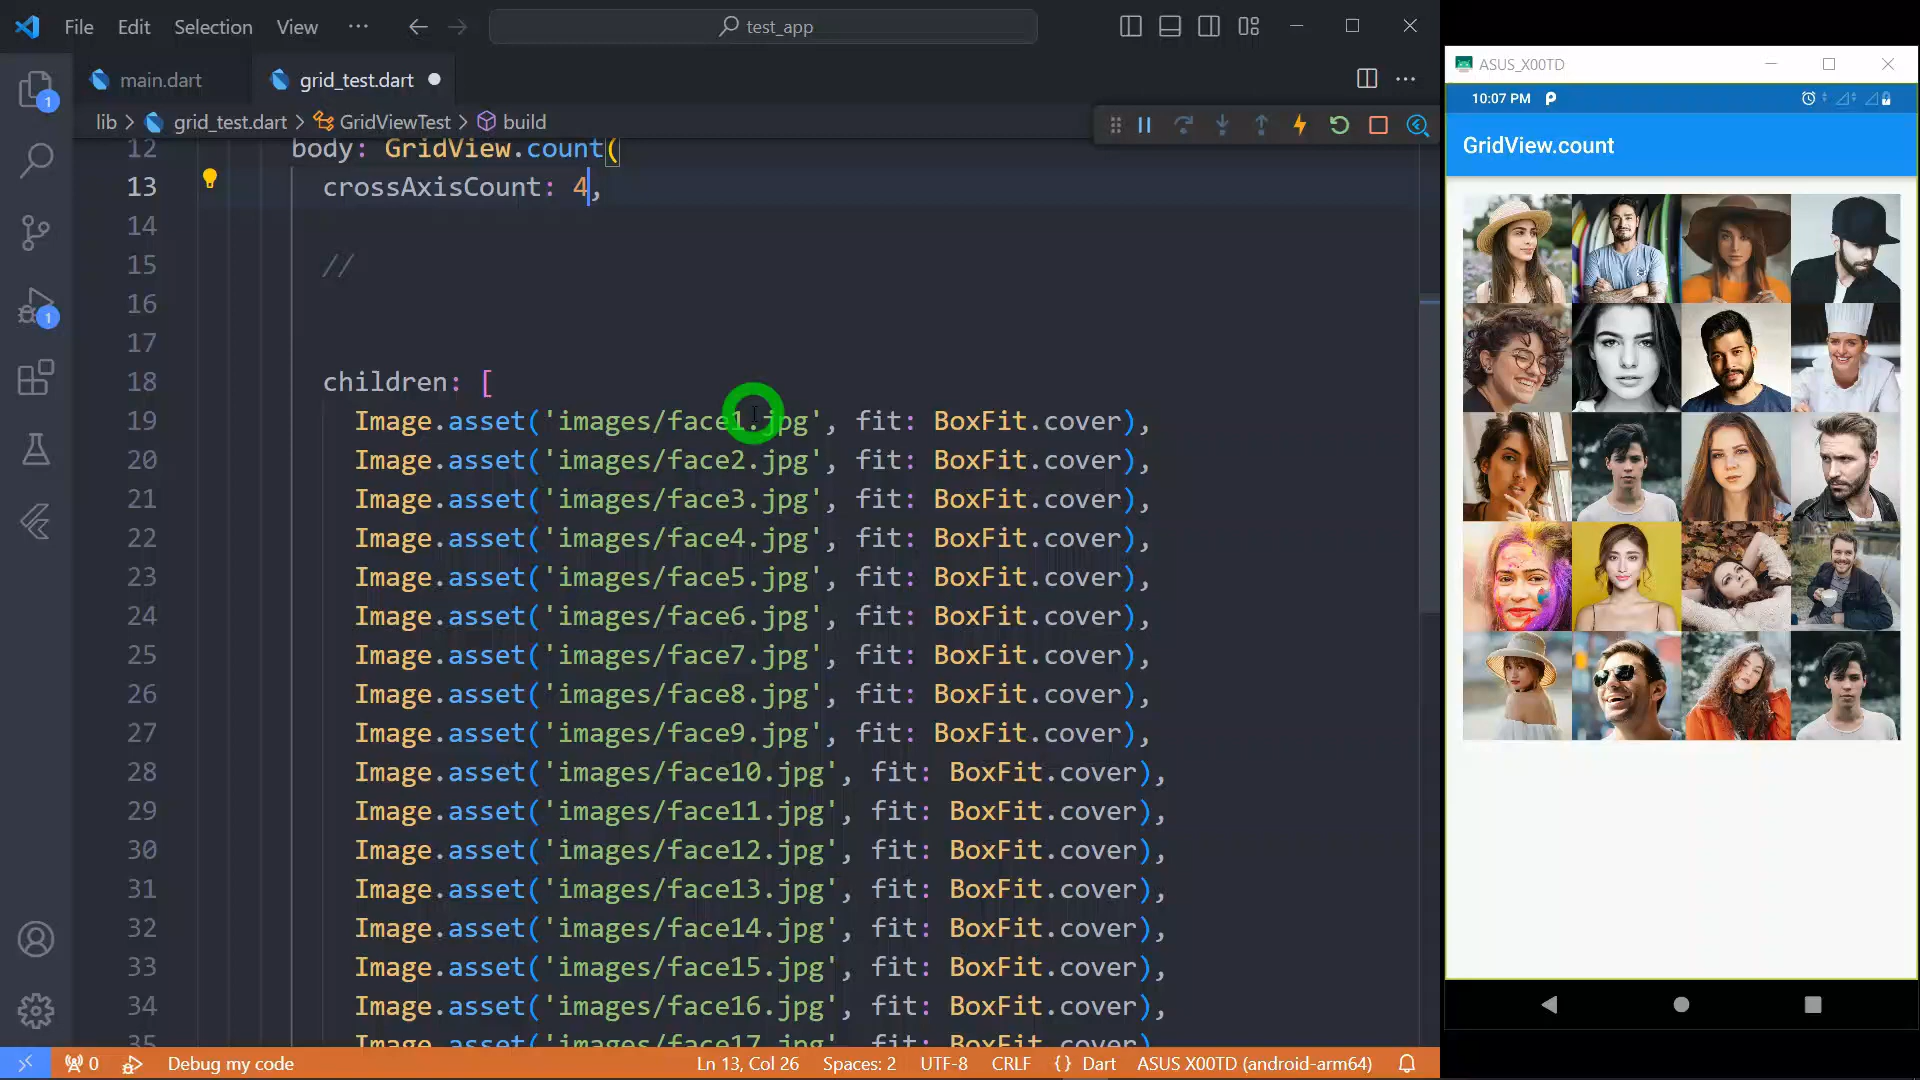 File Edit Selection View ··· test_app
main.dart grid_test.dart
lib > grid_test.dart > GridViewTest > build
12 body: GridView.count(
13 crossAxisCount: 4,
14
15 //
16
17
18 children: [
19 Image.asset('images/face1.jpg', fit: BoxFit.cover),
20 Image.asset('images/face2.jpg', fit: BoxFit.cover),
21 Image.asset('images/face3.jpg', fit: BoxFit.cover),
22 Image.asset('images/face4.jpg', fit: BoxFit.cover),
23 Image.asset('images/face5.jpg', fit: BoxFit.cover),
24 Image.asset('images/face6.jpg', fit: BoxFit.cover),
25 Image.asset('images/face7.jpg', fit: BoxFit.cover),
26 Image.asset('images/face8.jpg', fit: BoxFit.cover),
27 Image.asset('images/face9.jpg', fit: BoxFit.cover),
28 Image.asset('images/face10.jpg', fit: BoxFit.cover),
29 Image.asset('images/face11.jpg', fit: BoxFit.cover),
30 Image.asset('images/face12.jpg', fit: BoxFit.cover),
31 Image.asset('images/face13.jpg', fit: BoxFit.cover),
32 Image.asset('images/face14.jpg', fit: BoxFit.cover),
33 Image.asset('images/face15.jpg', fit: BoxFit.cover),
34 Image.asset('images/face16.jpg', fit: BoxFit.cover),
35 Image.asset('images/face17.jpg', fit: BoxFit.cover),
1
1
0 Debug my code Ln 13, Col 26 Spaces: 2 UTF-8 CRLF {} Dart ASUS X00TD (android-arm64)
ASUS_X00TD
10:07 PM
GridView.count